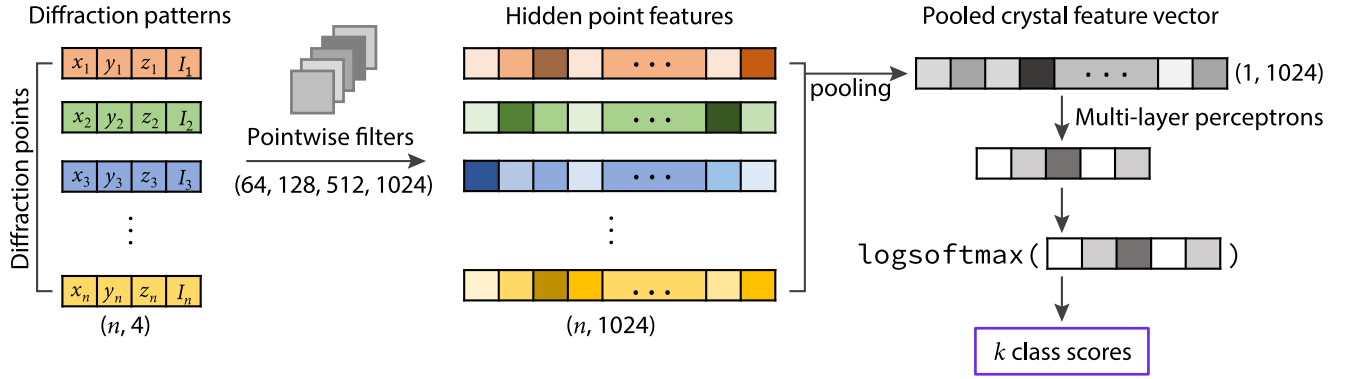 Diffraction patterns
Hidden point features
Pooled crystal feature vector
Diffraction points
x₁ y₁ z₁ I₁
x₂ y₂ z₂ I₂
x₃ y₃ z₃ I₃
⋮
xₙ yₙ zₙ Iₙ
(n, 4)
Pointwise filters
(64, 128, 512, 1024)
• • •
• • •
• • •
⋮
• • •
(n, 1024)
pooling
• • •
(1, 1024)
Multi-layer perceptrons
logsoftmax( )
k class scores